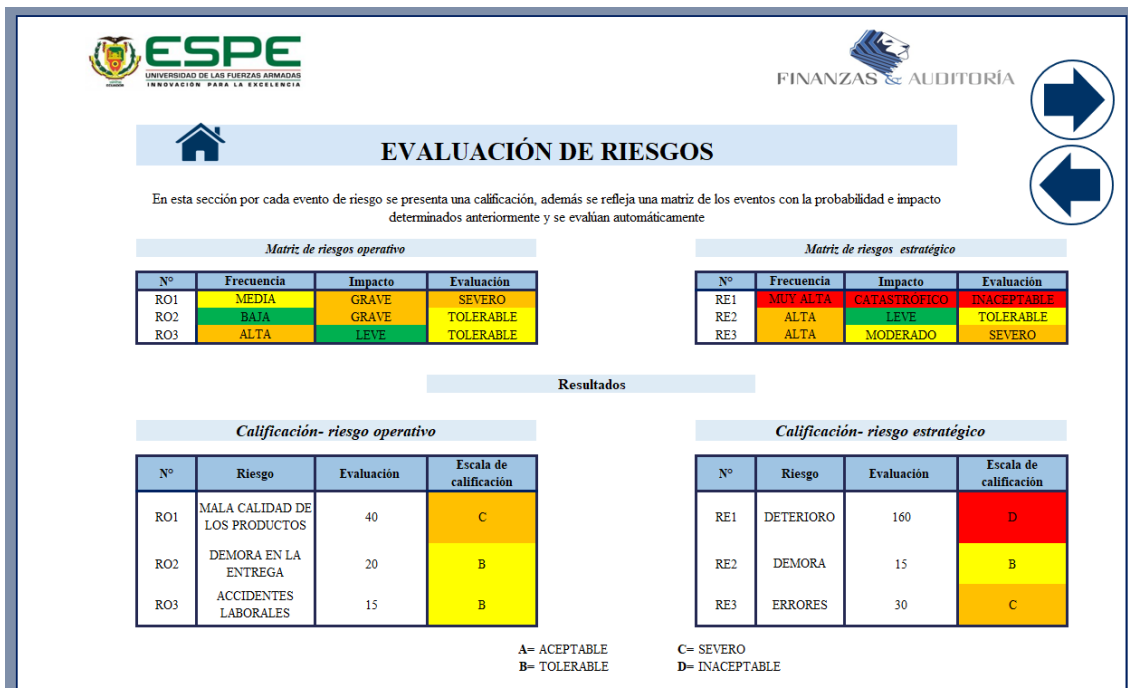 ESPE
UNIVERSIDAD DE LAS FUERZAS ARMADAS
INNOVACIÓN PARA LA EXCELENCIA
FINANZAS & AUDITORÍA
EVALUACIÓN DE RIESGOS
En esta sección por cada evento de riesgo se presenta una calificación, además se refleja una matriz de los eventos con la probabilidad e impacto
determinados anteriormente y se evalúan automáticamente
Matriz de riesgos operativo
N° Frecuencia Impacto Evaluación
RO1 MEDIA GRAVE SEVERO
RO2 BAJA GRAVE TOLERABLE
RO3 ALTA LEVE TOLERABLE
Matriz de riesgos estratégico
N° Frecuencia Impacto Evaluación
RE1 MUY ALTA CATASTRÓFICO INACEPTABLE
RE2 ALTA LEVE TOLERABLE
RE3 ALTA MODERADO SEVERO
Resultados
Calificación- riesgo operativo
N° Riesgo Evaluación Escala de
calificación
RO1 MALA CALIDAD DE
LOS PRODUCTOS 40 C
RO2 DEMORA EN LA
ENTREGA 20 B
RO3 ACCIDENTES
LABORALES 15 B
Calificación- riesgo estratégico
N° Riesgo Evaluación Escala de
calificación
RE1 DETERIORO 160 D
RE2 DEMORA 15 B
RE3 ERRORES 30 C
A= ACEPTABLE C= SEVERO
B= TOLERABLE D= INACEPTABLE